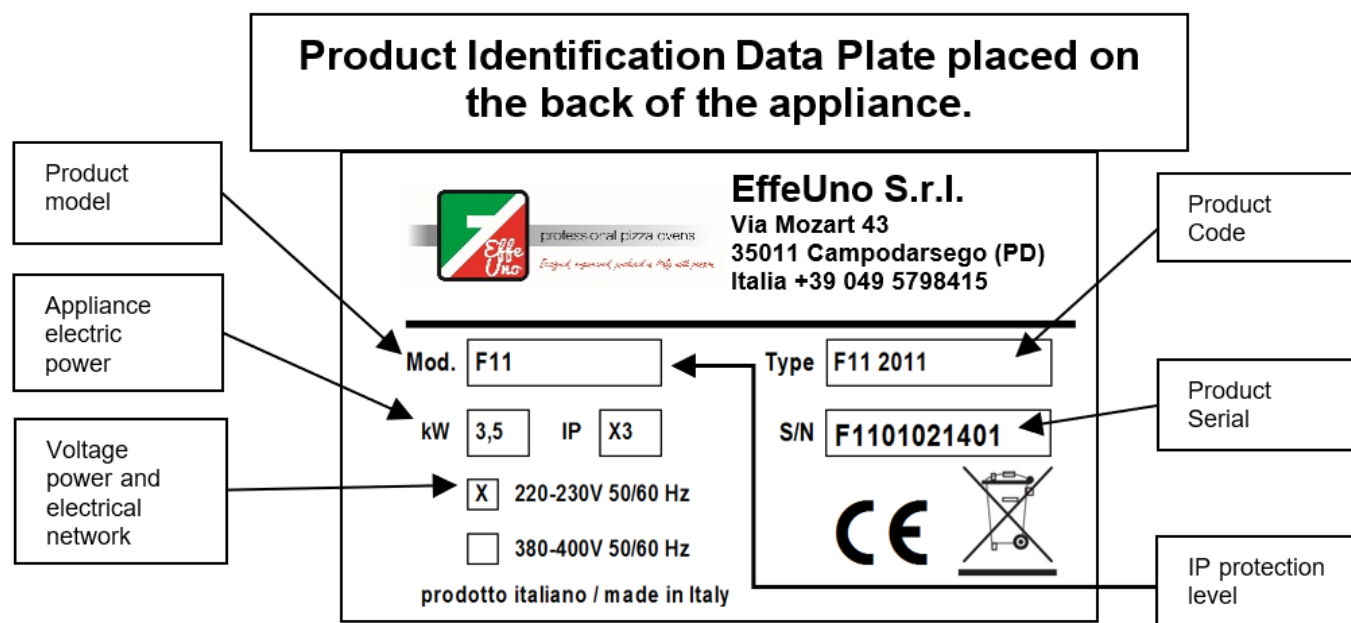 Product Identification Data Plate placed on
the back of the appliance.
Product
model
Appliance
electric
power
Voltage
power and
electrical
network
Effe
Uno
professional pizza ovens
EffeUno S.r.l.
Via Mozart 43
35011 Campodarsego (PD)
Italia +39 049 5798415
Mod. F11
Type F11 2011
kW 3,5 IP X3
S/N F1101021401
X 220-230V 50/60 Hz
380-400V 50/60 Hz
CE
prodotto italiano / made in Italy
Product
Code
Product
Serial
IP protection
level